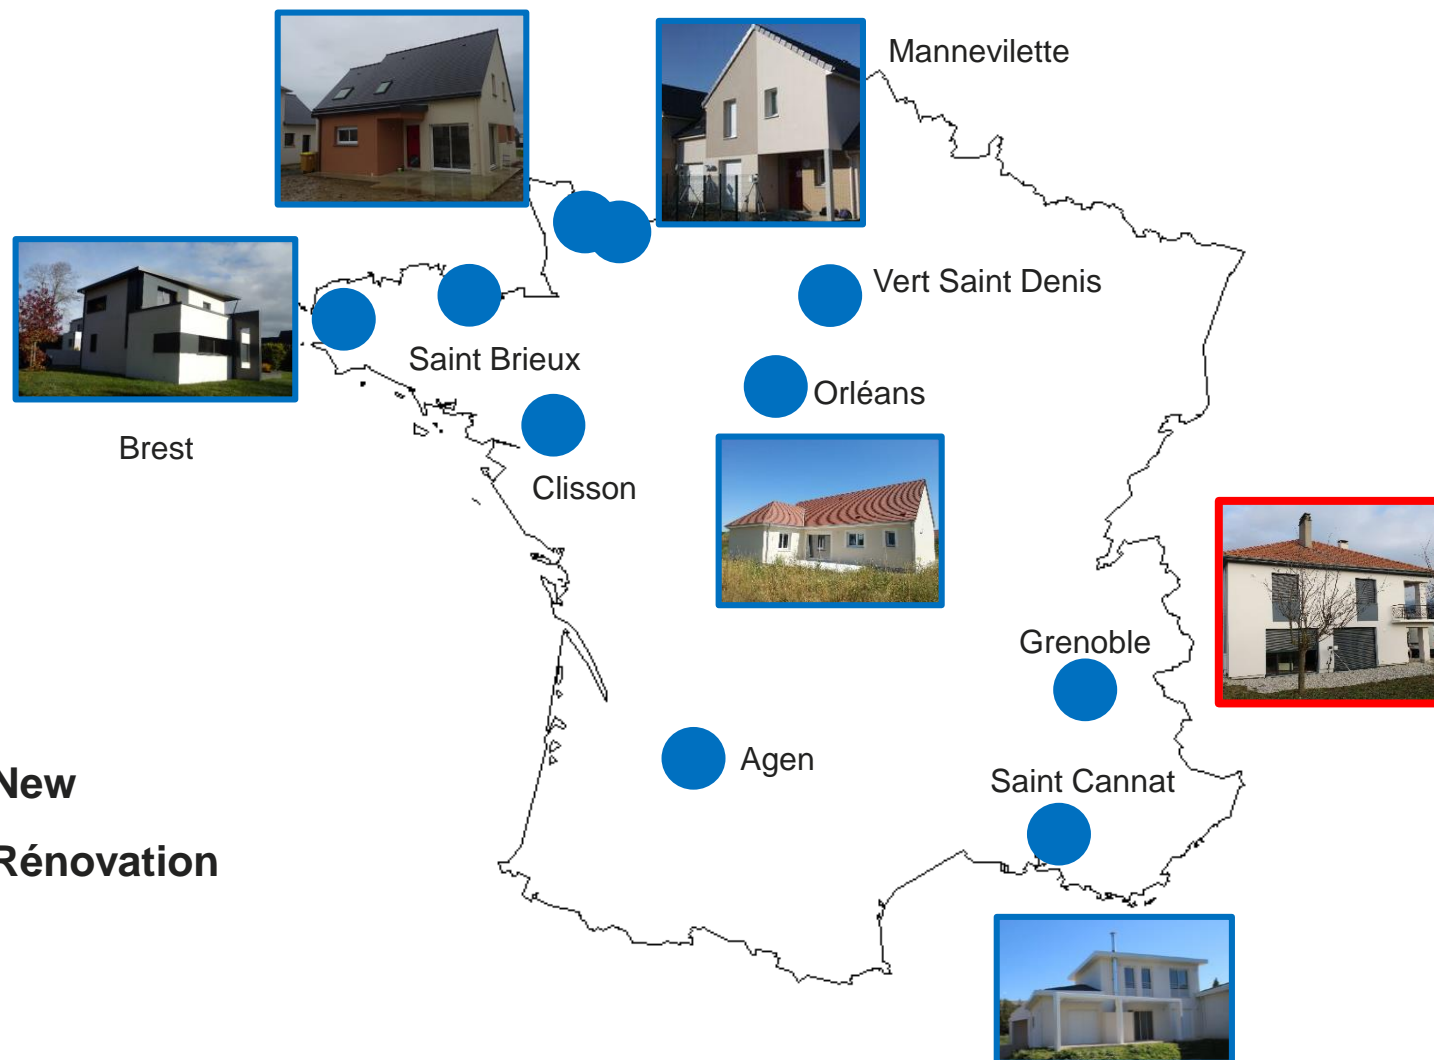 Mannevilette
Vert Saint Denis
Saint Brieux
Orléans
Brest
Clisson
Grenoble
Agen
Saint Cannat
New
Rénovation